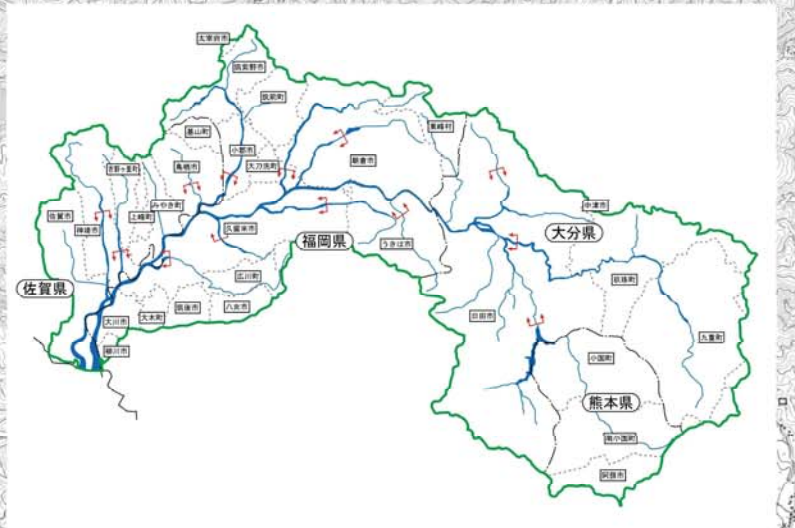 太宰府市
筑紫野市
筑前町
基山町
東峰村
小郡市
朝倉市
吉野ヶ里町
鳥栖市
大刀洗町
みやき町
中津市
佐賀市
上峰町
神埼市
久留米市
大分県
福岡県
うきは市
広川町
玖珠町
佐賀県
八女市
筑後市
大木町
日田市
大川市
九重町
柳川市
小国町
熊本県
南小国町
阿蘇市